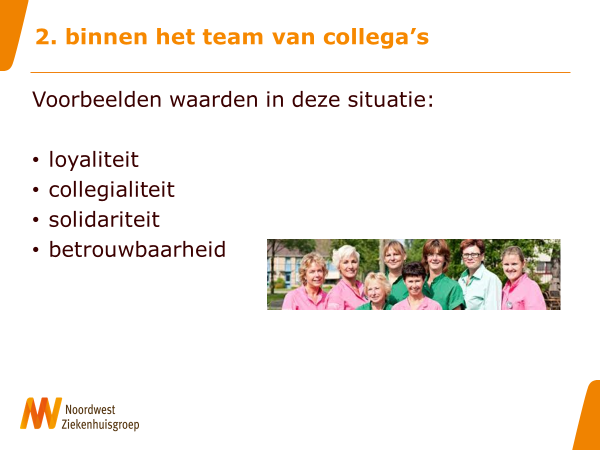 2. binnen het team van collega’s
Voorbeelden waarden in deze situatie:
• loyaliteit
• collegialiteit
• solidariteit
• betrouwbaarheid
Noordwest
Ziekenhuisgroep